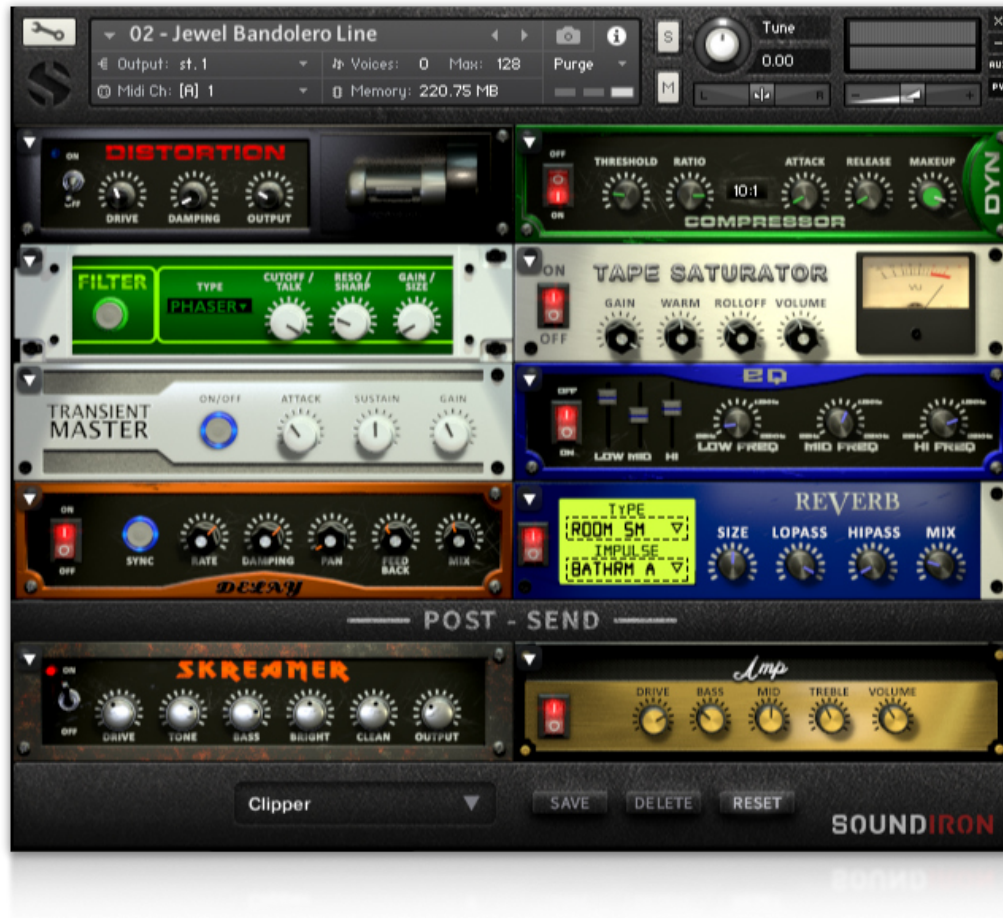 02 - Jewel Bandolero Line
Output: st.1
Voices: 0 Max: 128
Purge
Midi Ch: [A] 1
Memory: 220.75 MB
S
M
Tune
0.00
L R
- +
AUX
PV
DISTORTION
ON
OFF
DRIVE DAMPING OUTPUT
OFF
ON
THRESHOLD RATIO ATTACK RELEASE MAKEUP
10:1
COMPRESSOR
DYN
FILTER
TYPE
PHASER
CUTOFF / TALK
RESO / SHARP
GAIN / SIZE
ON
OFF
TAPE SATURATOR
GAIN WARM ROLLOFF VOLUME
VU
TRANSIENT
MASTER
ON/OFF ATTACK SUSTAIN GAIN
EQ
OFF
ON
LOW MID HI
LOW FREQ MID FREQ HI FREQ
ON
OFF
SYNC RATE DAMPING PAN FEED BACK MIX
DELAY
TYPE
ROOM SM
IMPULSE
BATHRM A
REVERB
SIZE LOPASS HIPASS MIX
POST - SEND
SKREAMER
ON
OFF
DRIVE TONE BASS BRIGHT CLEAN OUTPUT
Amp
DRIVE BASS MID TREBLE VOLUME
Clipper
SAVE DELETE RESET
SOUNDIRON